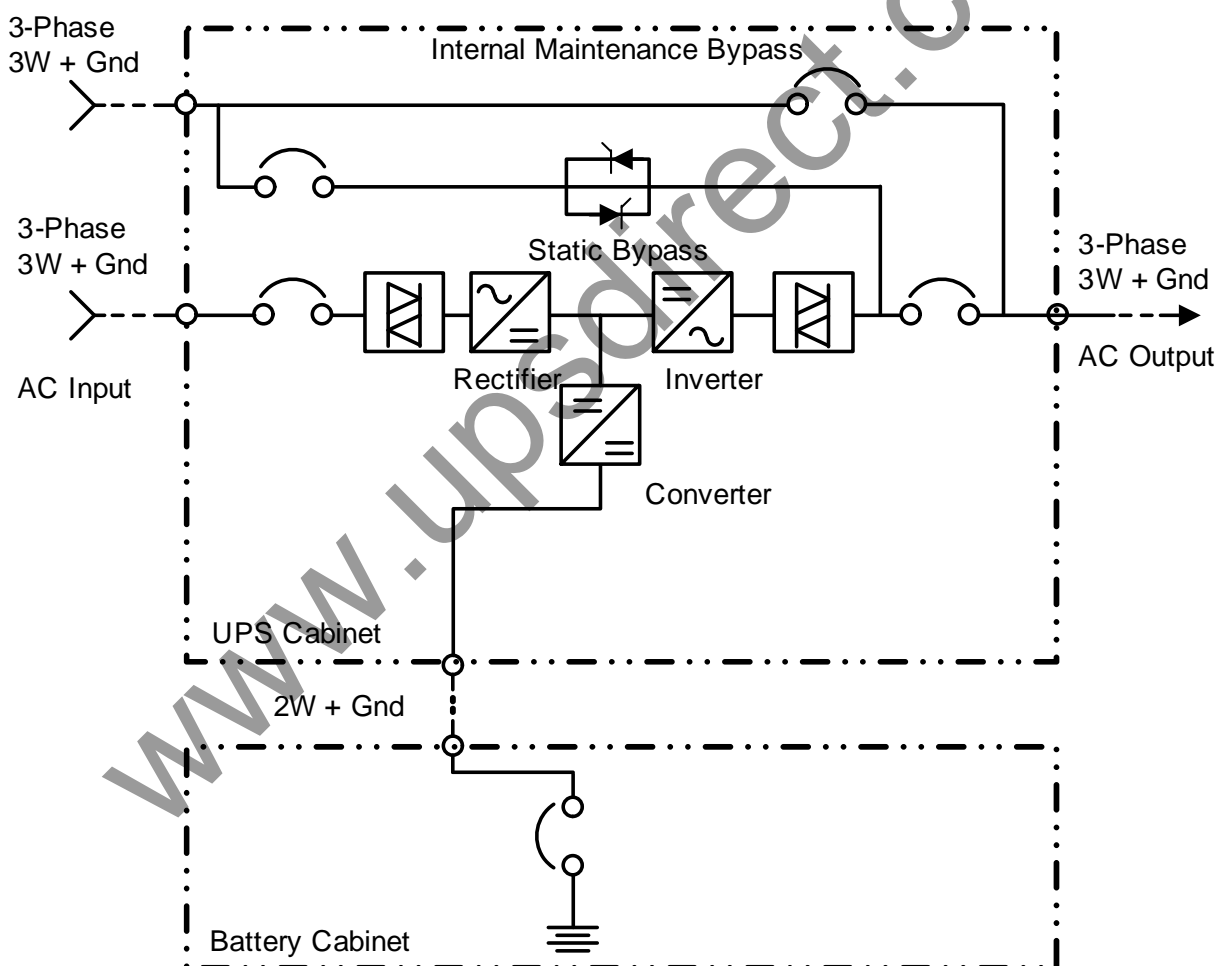 3-Phase
3W + Gnd
Internal Maintenance Bypass
3-Phase
3W + Gnd
Static Bypass
3-Phase
3W + Gnd
AC Input
Rectifier
Inverter
AC Output
Converter
UPS Cabinet
2W + Gnd
Battery Cabinet
www.upsdirect.c